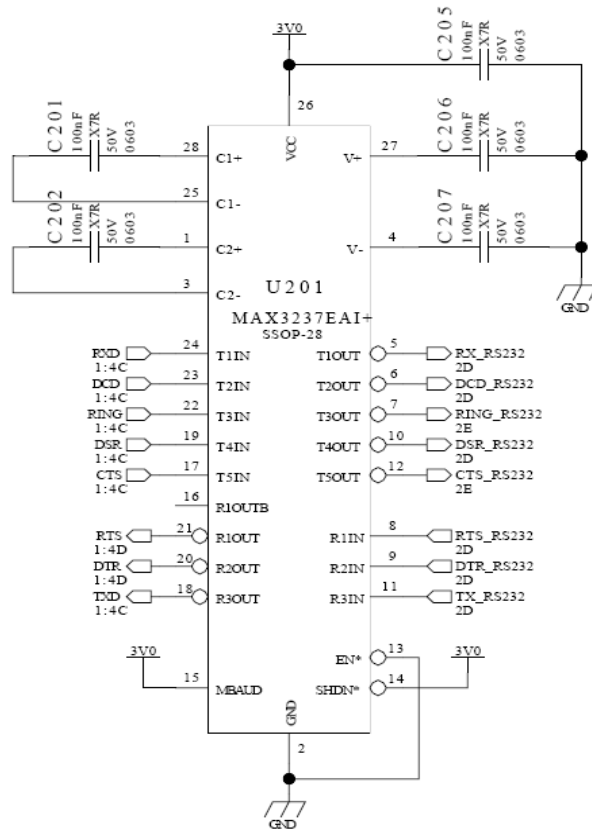 3V0
C205
100nF
X7R
50V
0603
26
C201
100nF
X7R
50V
0603
C206
100nF
X7R
50V
0603
28
C1+
VCC
V+
27
25
C1-
C202
100nF
X7R
50V
0603
C207
100nF
X7R
50V
0603
1
C2+
V-
4
3
C2-
GND
U201
MAX3237EAI+
SSOP-28
RXD
1:4C
24
T1IN
T1OUT
5
RX_RS232
2D
DCD
1:4C
23
T2IN
T2OUT
6
DCD_RS232
2D
RING
1:4C
22
T3IN
T3OUT
7
RING_RS232
2E
DSR
1:4C
19
T4IN
T4OUT
10
DSR_RS232
2D
CTS
1:4C
17
T5IN
T5OUT
12
CTS_RS232
2E
16
R1OUTB
RTS
1:4D
21
R1OUT
R1IN
8
RTS_RS232
2D
DTR
1:4D
20
R2OUT
R2IN
9
DTR_RS232
2D
TXD
1:4C
18
R3OUT
R3IN
11
TX_RS232
2D
EN*
13
3V0
15
MBAUD
SHDN*
14
3V0
GND
2
GND